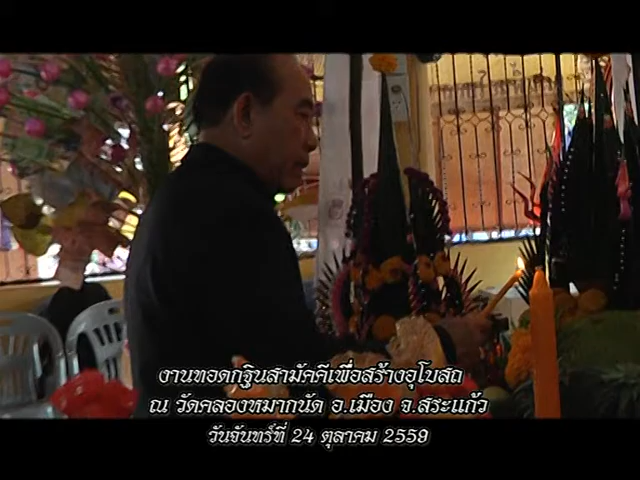 งานทอดกฐินสามัคคีเพื่อสร้างอุโบสถ
ณ วัดคลองหมากนัด อ.เมือง จ.สระแก้ว
วันจันทร์ที่ 24 ตุลาคม 2559